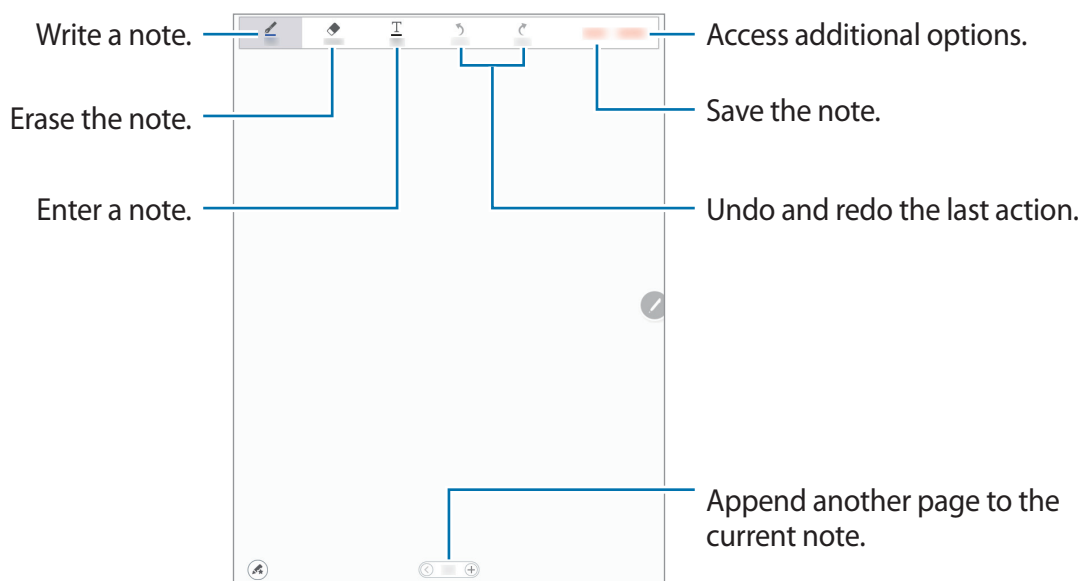 Write a note.
Access additional options.
Erase the note.
Save the note.
T
Enter a note.
Undo and redo the last action.
Append another page to the
current note.